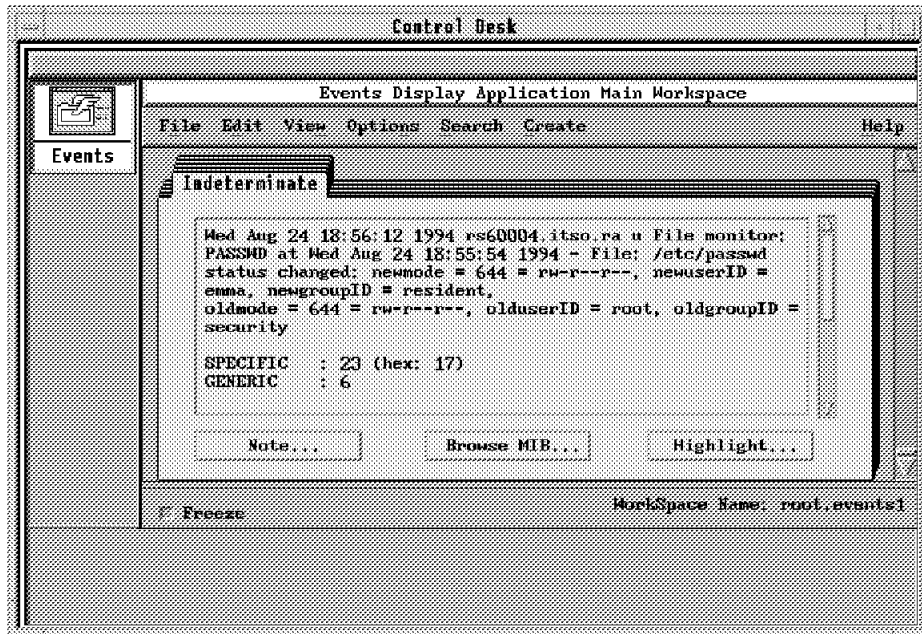 Control Desk
Events Display Application Main Workspace
File Edit View Options Search Create Help
Events
Indeterminate
Wed Aug 24 18:56:12 1994 rs60004.itso.ra u File monitor:
PASSWD at Wed Aug 24 18:55:54 1994 - File: /etc/passwd
status changed: newmode = 644 = rw-r--r--, newuserID =
emma, newgroupID = resident,
oldmode = 644 = rw-r--r--, olduserID = root, oldgroupID =
security
SPECIFIC : 23 (hex: 17)
GENERIC : 6
Note... Browse MIB... Highlight...
Freeze WorkSpace Name: root.events1